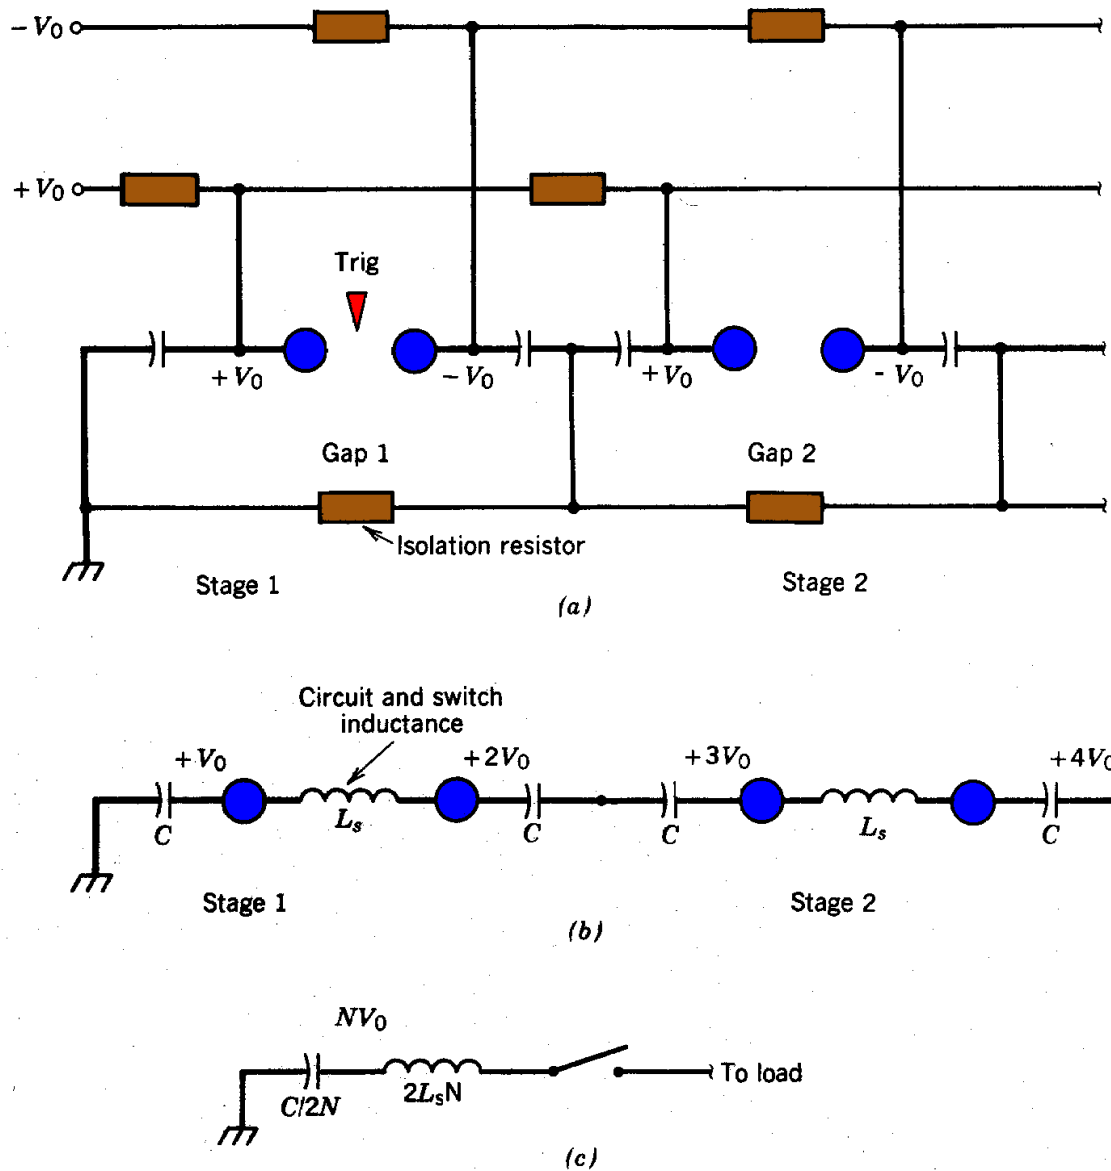 − V₀
+ V₀
Trig
+ V₀
− V₀
+ V₀
- V₀
Gap 1
Gap 2
Isolation resistor
Stage 1
Stage 2
(a)
Circuit and switch
inductance
+ V₀
+2V₀
+3V₀
+4V₀
C
Lₛ
C
C
Lₛ
C
Stage 1
Stage 2
(b)
NV₀
C/2N
2LₛN
To load
(c)